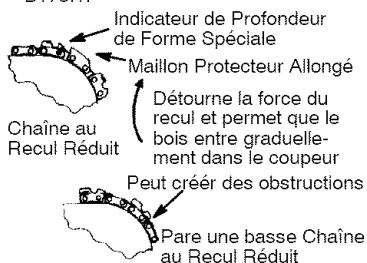 Indicateur de Profondeur
de Forme Spéciale
Maillon Protecteur Allongé
Détourne la force du
recul et permet que le
bois entre graduelle-
ment dans le coupeur
Chaîne au
Recul Réduit
Peut créér des obstructions
Pare une basse Chaîne
au Recul Réduit